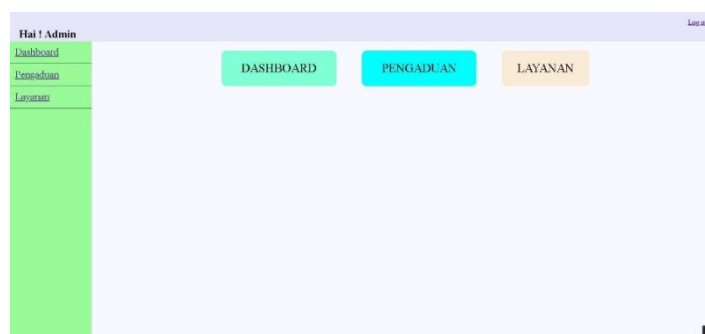 Hai ! Admin
Dashboard
Pengaduan
Layanan
DASHBOARD
PENGADUAN
LAYANAN